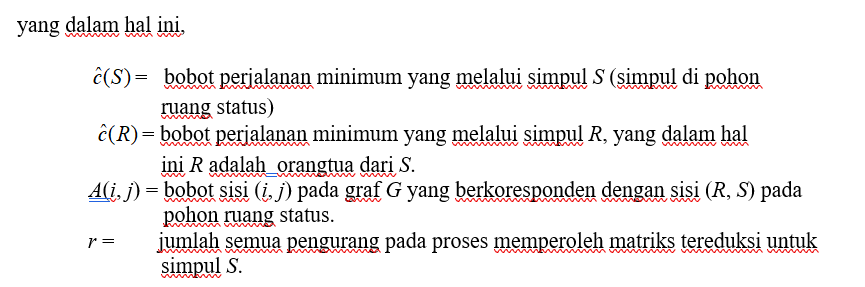 yang dalam hal ini,
ĉ(S) = bobot perjalanan minimum yang melalui simpul S (simpul di pohon
ruang status)
ĉ(R) = bobot perjalanan minimum yang melalui simpul R, yang dalam hal
ini R adalah orangtua dari S.
A(i, j) = bobot sisi (i, j) pada graf G yang berkoresponden dengan sisi (R, S) pada
pohon ruang status.
r = jumlah semua pengurang pada proses memperoleh matriks tereduksi untuk
simpul S.